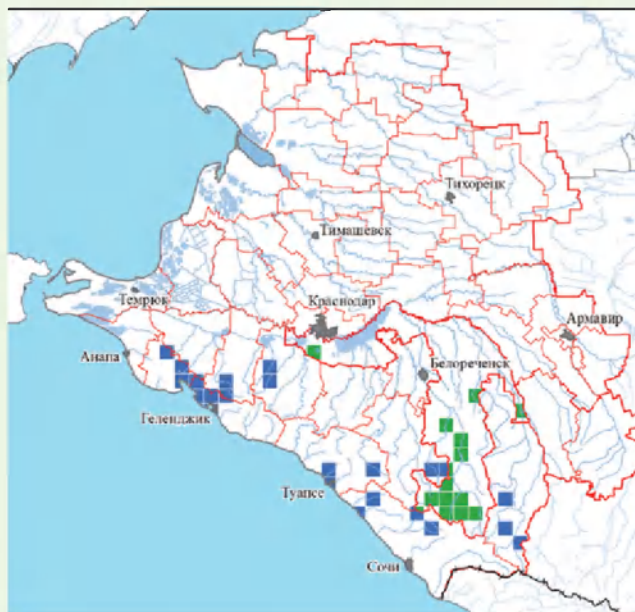 Тихорецк
Тимашевск
Темрюк
Краснодар
Армавир
Анапа
Белореченск
Геленджик
Туапсе
Сочи